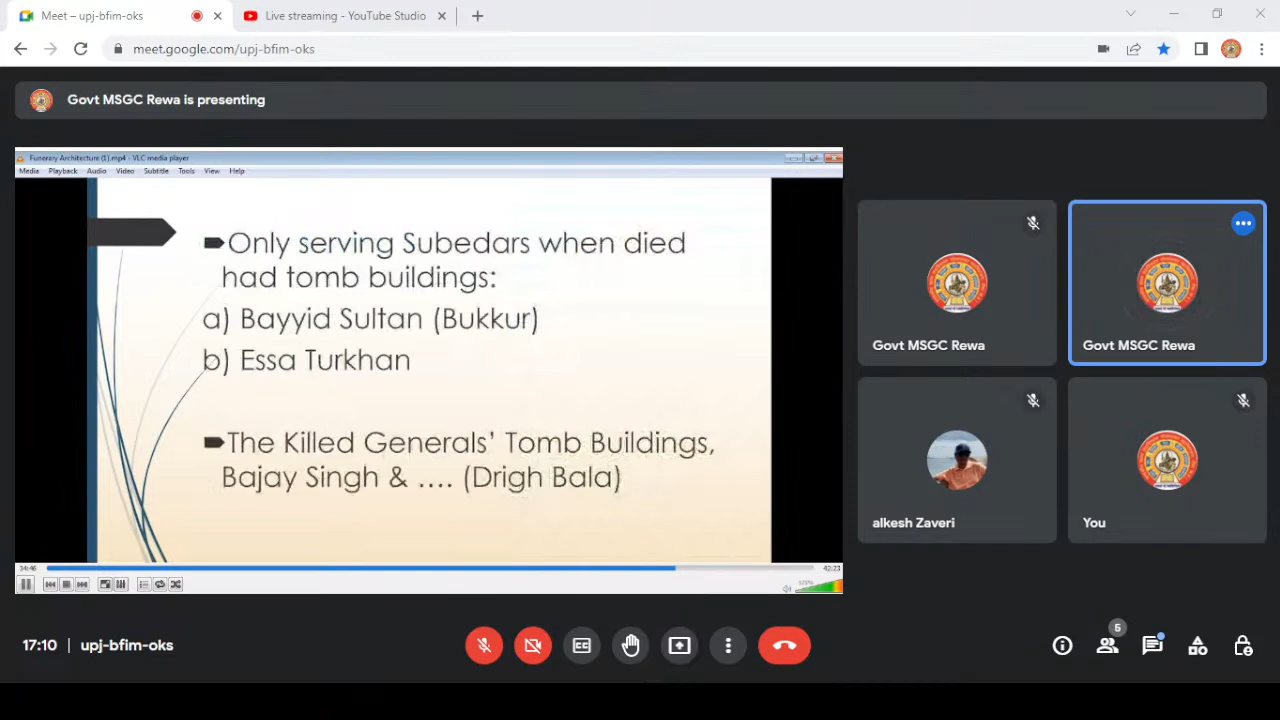 Meet – upj-bfim-oks
Live streaming - YouTube Studio
meet.google.com/upj-bfim-oks
Govt MSGC Rewa is presenting
Funerary Architecture (1).mp4 - VLC media player
Media Playback Audio Video Subtitle Tools View Help
Only serving Subedars when died
had tomb buildings:
a) Bayyid Sultan (Bukkur)
b) Essa Turkhan
The Killed Generals’ Tomb Buildings,
Bajay Singh & .... (Drigh Bala)
34:46
42:23
125%
Govt MSGC Rewa
Govt MSGC Rewa
alkesh Zaveri
You
17:10 | upj-bfim-oks
CC
5